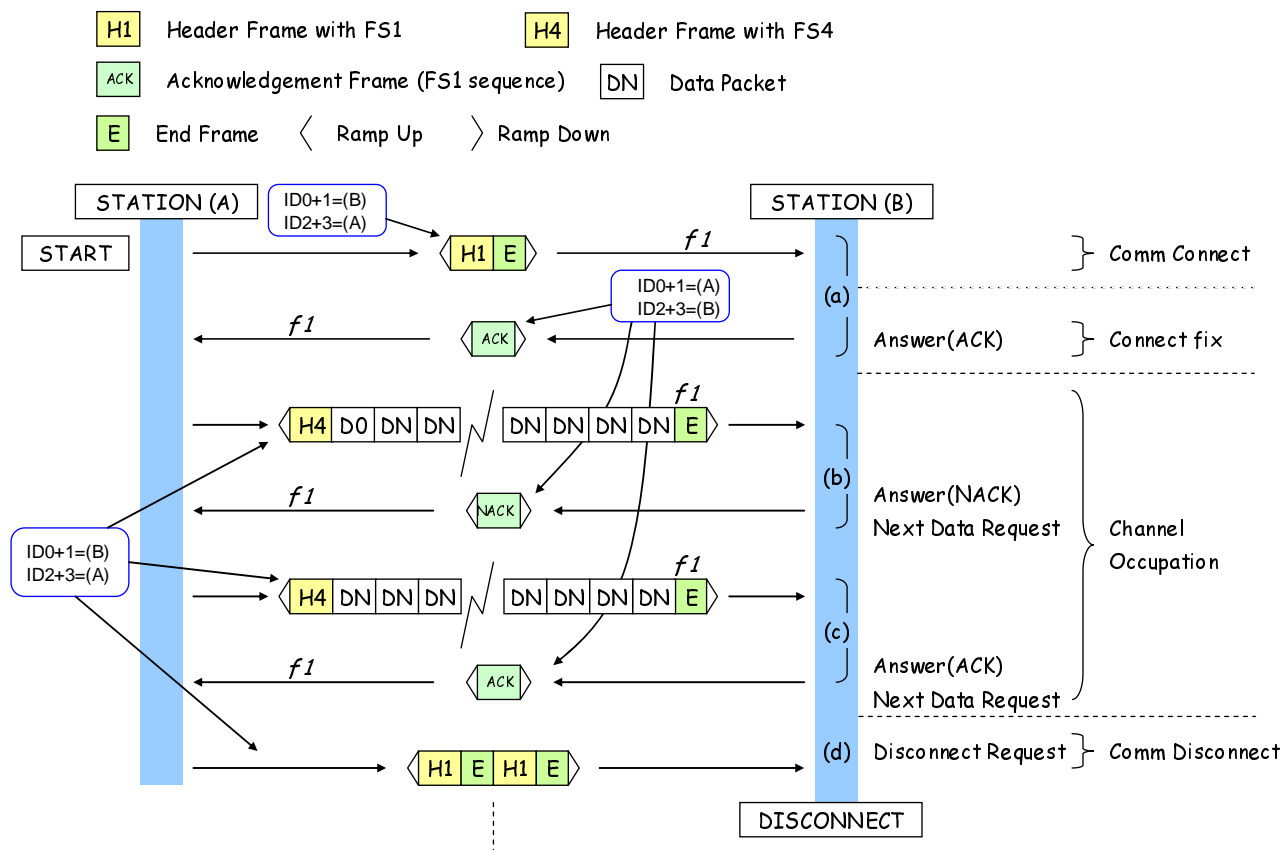 H1 Header Frame with FS1 H4 Header Frame with FS4
ACK Acknowledgement Frame (FS1 sequence) DN Data Packet
E End Frame Ramp Up Ramp Down
STATION (A) ID0+1=(B) STATION (B)
ID2+3=(A)
START H1 E f1 Comm Connect
ID0+1=(A)
ID2+3=(B)
(a)
f1 ACK Answer(ACK) Connect fix
f1
H4 D0 DN DN DN DN DN DN E
(b)
f1 NACK Answer(NACK)
Next Data Request
Channel
Occupation
ID0+1=(B)
ID2+3=(A)
f1
H4 DN DN DN DN DN DN DN E
(c)
f1 ACK Answer(ACK)
Next Data Request
(d) Disconnect Request Comm Disconnect
H1 E H1 E
DISCONNECT